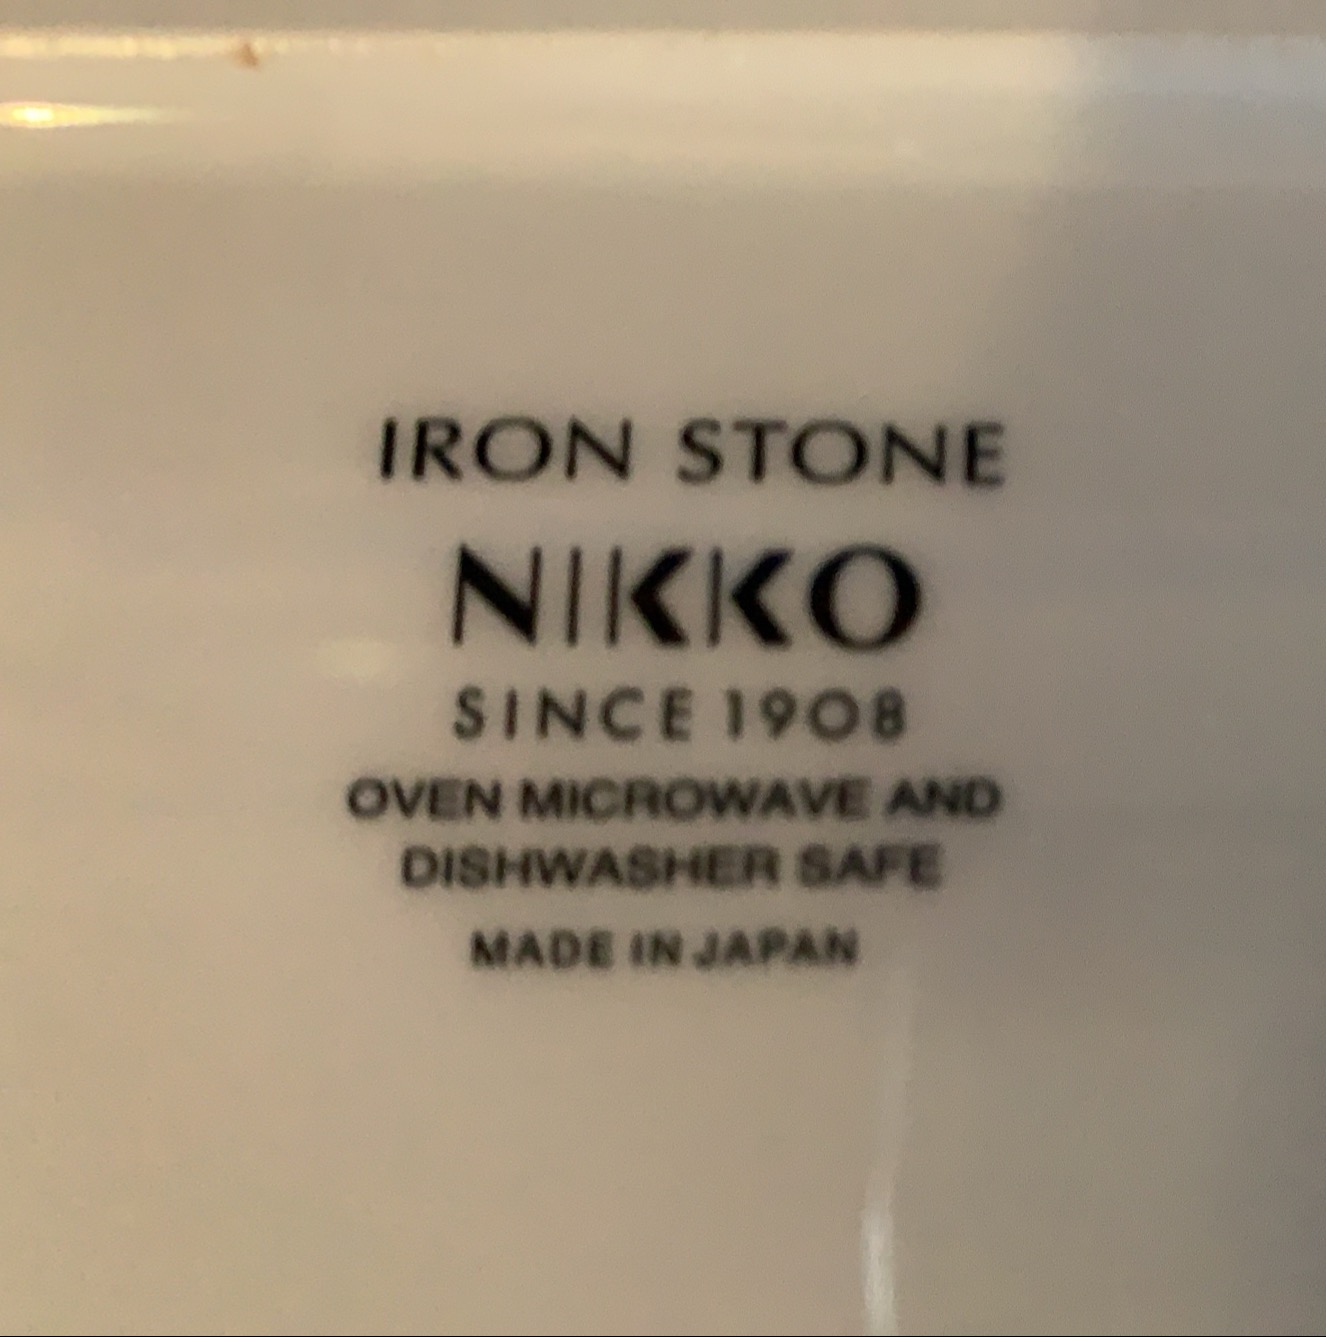 IRON STONE
NIKKO
SINCE 1908
OVEN MICROWAVE AND
DISHWASHER SAFE
MADE IN JAPAN